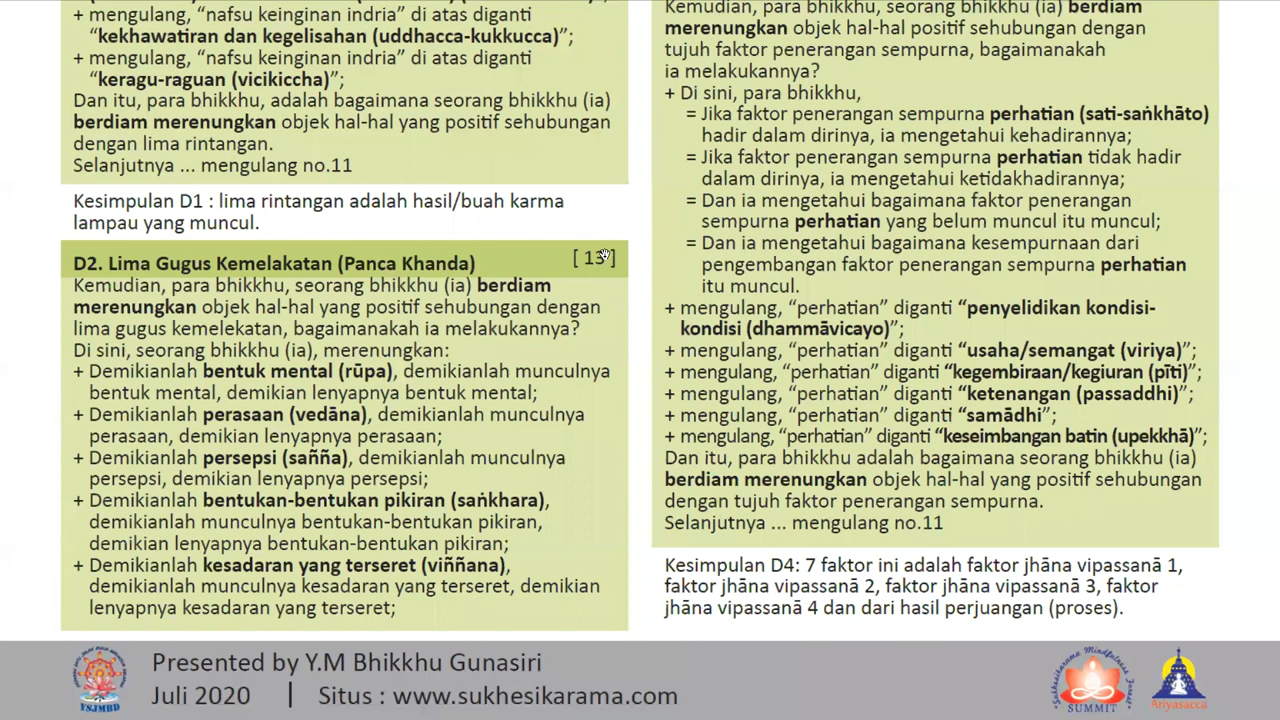 + mengulang, “nafsu keinginan indria” di atas diganti
“kekhawatiran dan kegelisahan (uddhacca-kukkucca)”;
+ mengulang, “nafsu keinginan indria” di atas diganti
“keragu-raguan (vicikiccha)”;
Dan itu, para bhikkhu, adalah bagaimana seorang bhikkhu (ia)
berdiam merenungkan objek hal-hal yang positif sehubungan
dengan lima rintangan.
Selanjutnya ... mengulang no.11
Kesimpulan D1 : lima rintangan adalah hasil/buah karma
lampau yang muncul.
D2. Lima Gugus Kemelakatan (Panca Khanda) [ 13 ]
Kemudian, para bhikkhu, seorang bhikkhu (ia) berdiam
merenungkan objek hal-hal yang positif sehubungan dengan
lima gugus kemelekatan, bagaimanakah ia melakukannya?
Di sini, seorang bhikkhu (ia), merenungkan:
+ Demikianlah bentuk mental (rūpa), demikianlah munculnya
bentuk mental, demikian lenyapnya bentuk mental;
+ Demikianlah perasaan (vedāna), demikianlah munculnya
perasaan, demikian lenyapnya perasaan;
+ Demikianlah persepsi (sañña), demikianlah munculnya
persepsi, demikian lenyapnya persepsi;
+ Demikianlah bentukan-bentukan pikiran (saṅkhara),
demikianlah munculnya bentukan-bentukan pikiran,
demikian lenyapnya bentukan-bentukan pikiran;
+ Demikianlah kesadaran yang terseret (viññana),
demikianlah munculnya kesadaran yang terseret, demikian
lenyapnya kesadaran yang terseret;
Kemudian, para bhikkhu, seorang bhikkhu (ia) berdiam
merenungkan objek hal-hal positif sehubungan dengan
tujuh faktor penerangan sempurna, bagaimanakah
ia melakukannya?
+ Di sini, para bhikkhu,
= Jika faktor penerangan sempurna perhatian (sati-saṅkhāto)
hadir dalam dirinya, ia mengetahui kehadirannya;
= Jika faktor penerangan sempurna perhatian tidak hadir
dalam dirinya, ia mengetahui ketidakhadirannya;
= Dan ia mengetahui bagaimana faktor penerangan
sempurna perhatian yang belum muncul itu muncul;
= Dan ia mengetahui bagaimana kesempurnaan dari
pengembangan faktor penerangan sempurna perhatian
itu muncul.
+ mengulang, “perhatian” diganti “penyelidikan kondisi-
kondisi (dhammāvicayo)”;
+ mengulang, “perhatian” diganti “usaha/semangat (viriya)”;
+ mengulang, “perhatian” diganti “kegembiraan/kegiuran (pīti)”;
+ mengulang, “perhatian” diganti “ketenangan (passaddhi)”;
+ mengulang, “perhatian” diganti “samādhi”;
+ mengulang, “perhatian” diganti “keseimbangan batin (upekkhā)”;
Dan itu, para bhikkhu adalah bagaimana seorang bhikkhu (ia)
berdiam merenungkan objek hal-hal yang positif sehubungan
dengan tujuh faktor penerangan sempurna.
Selanjutnya ... mengulang no.11
Kesimpulan D4: 7 faktor ini adalah faktor jhāna vipassanā 1,
faktor jhāna vipassanā 2, faktor jhāna vipassanā 3, faktor
jhāna vipassanā 4 dan dari hasil perjuangan (proses).
Presented by Y.M Bhikkhu Gunasiri
Juli 2020 | Situs : www.sukhesikarama.com
YSJMBD
Sukhesikarama Mindfulness Forest
SUMMIT
Ariyasacca